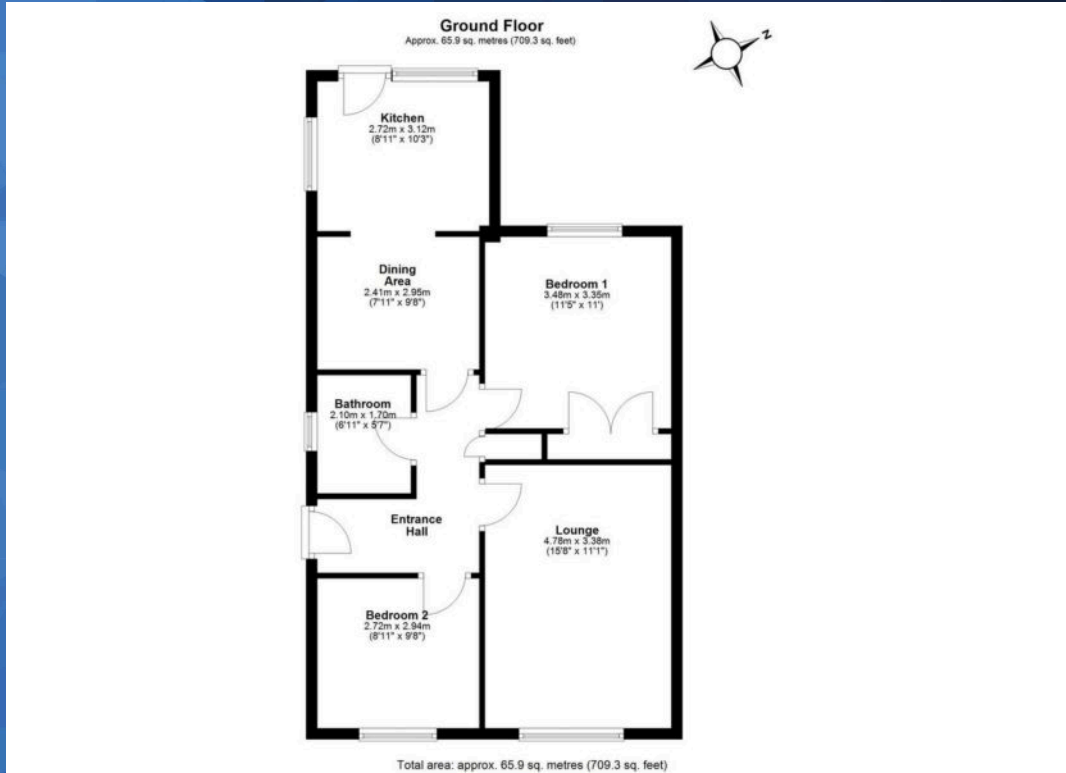 Ground Floor
Approx. 65.9 sq. metres (709.3 sq. feet)
Z
Kitchen
2.72m x 3.12m
(8'11" x 10'3")
Dining
Area
2.41m x 2.95m
(7'11" x 9'8")
Bedroom 1
3.48m x 3.35m
(11'5" x 11')
Bathroom
2.10m x 1.70m
(6'11" x 5'7")
Entrance
Hall
Lounge
4.78m x 3.38m
(15'8" x 11'1")
Bedroom 2
2.72m x 2.94m
(8'11" x 9'8")
Total area: approx. 65.9 sq. metres (709.3 sq. feet)